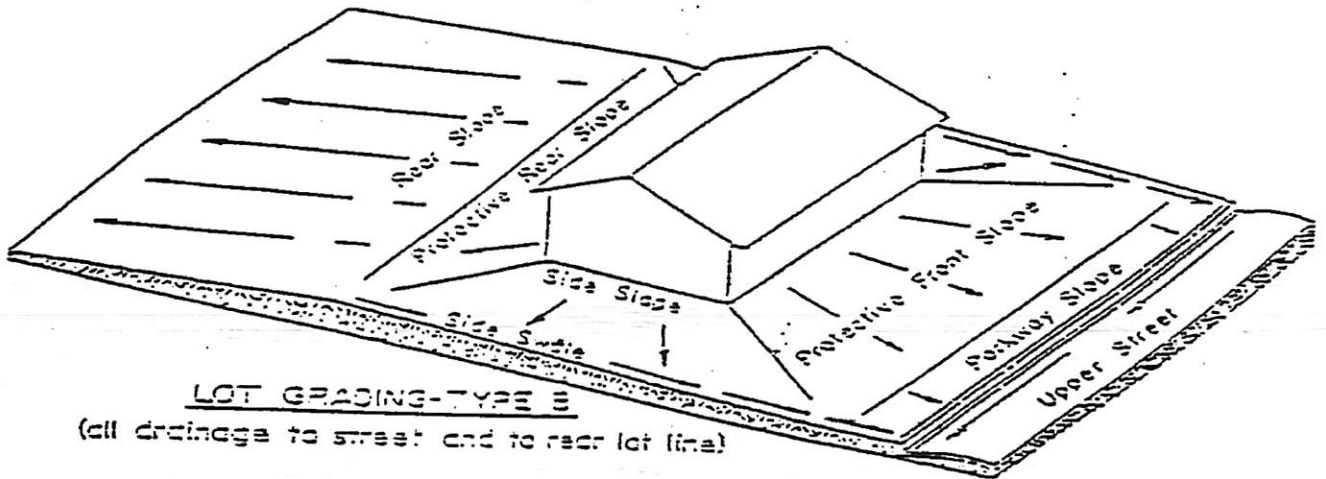 Rear Slope
Protective Rear Slope
Side Slope
Side Swale
Protective Front Slope
Parkway Slope
Upper Street
LOT GRADING-TYPE B
(all drainage to street and to rear lot line)